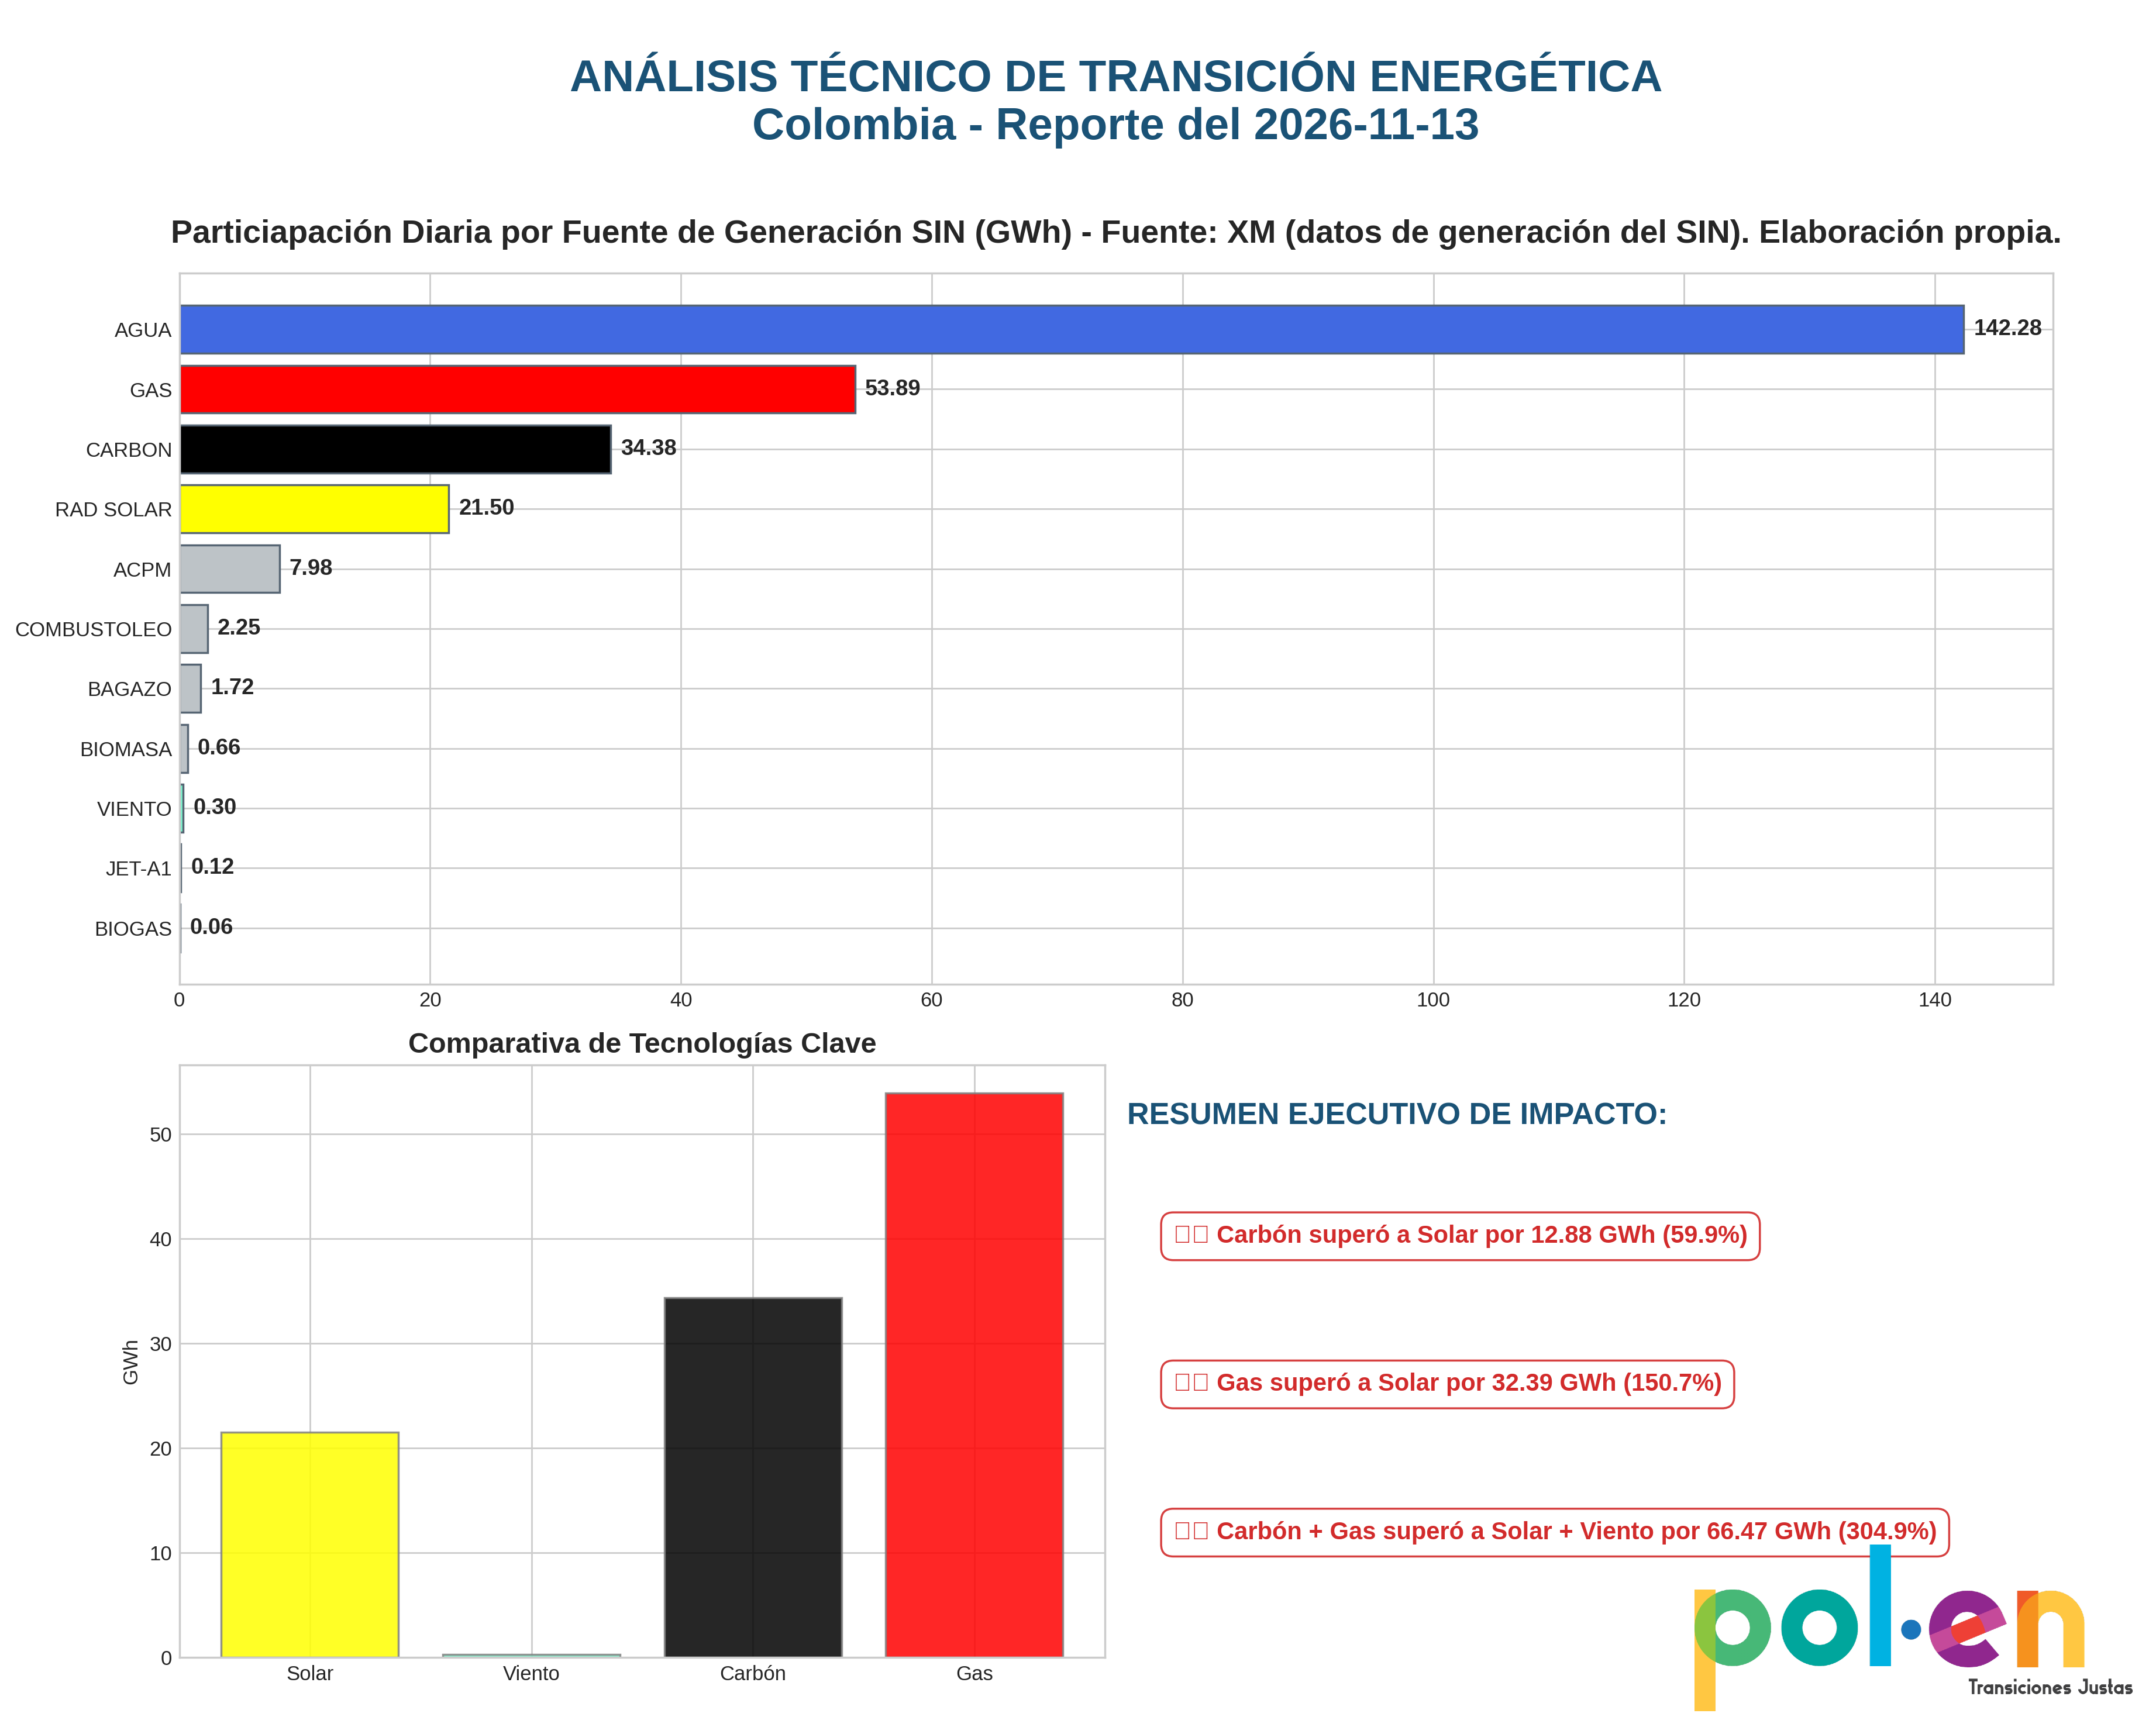 ANÁLISIS TÉCNICO DE TRANSICIÓN ENERGÉTICA
Colombia - Reporte del 2026-11-13
Particiapación Diaria por Fuente de Generación SIN (GWh) - Fuente: XM (datos de generación del SIN). Elaboración propia.
AGUA 142.28
GAS 53.89
CARBON 34.38
RAD SOLAR 21.50
ACPM 7.98
COMBUSTOLEO 2.25
BAGAZO 1.72
BIOMASA 0.66
VIENTO 0.30
JET-A1 0.12
BIOGAS 0.06
0 20 40 60 80 100 120 140
Comparativa de Tecnologías Clave
GWh
50
40
30
20
10
0
Solar Viento Carbón Gas
RESUMEN EJECUTIVO DE IMPACTO:
Carbón superó a Solar por 12.88 GWh (59.9%)
Gas superó a Solar por 32.39 GWh (150.7%)
Carbón + Gas superó a Solar + Viento por 66.47 GWh (304.9%)
pol·en
Transiciones Justas